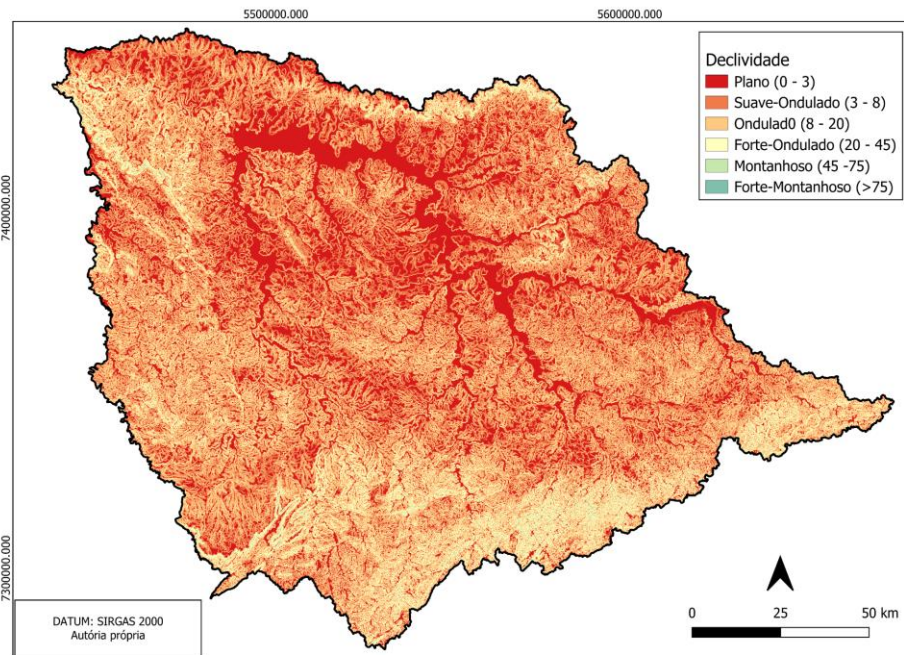 5500000.000
5600000.000
Declividade
Plano (0 - 3)
Suave-Ondulado (3 - 8)
Ondulad0 (8 - 20)
Forte-Ondulado (20 - 45)
Montanhoso (45 -75)
Forte-Montanhoso (>75)
7400000.000
7300000.000
DATUM: SIRGAS 2000
Autória própria
0 25 50 km